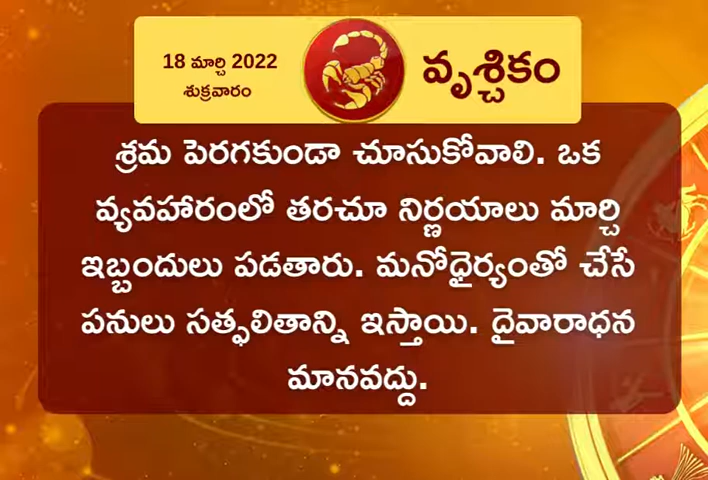 18 మార్చి 2022
శుక్రవారం
వృశ్చికం
శ్రమ పెరగకుండా చూసుకోవాలి. ఒక
వ్యవహారంలో తరచూ నిర్ణయాలు మార్చి
ఇబ్బందులు పడతారు. మనోధైర్యంతో చేసే
పనులు సత్ఫలితాన్ని ఇస్తాయి. దైవారాధన
మానవద్దు.